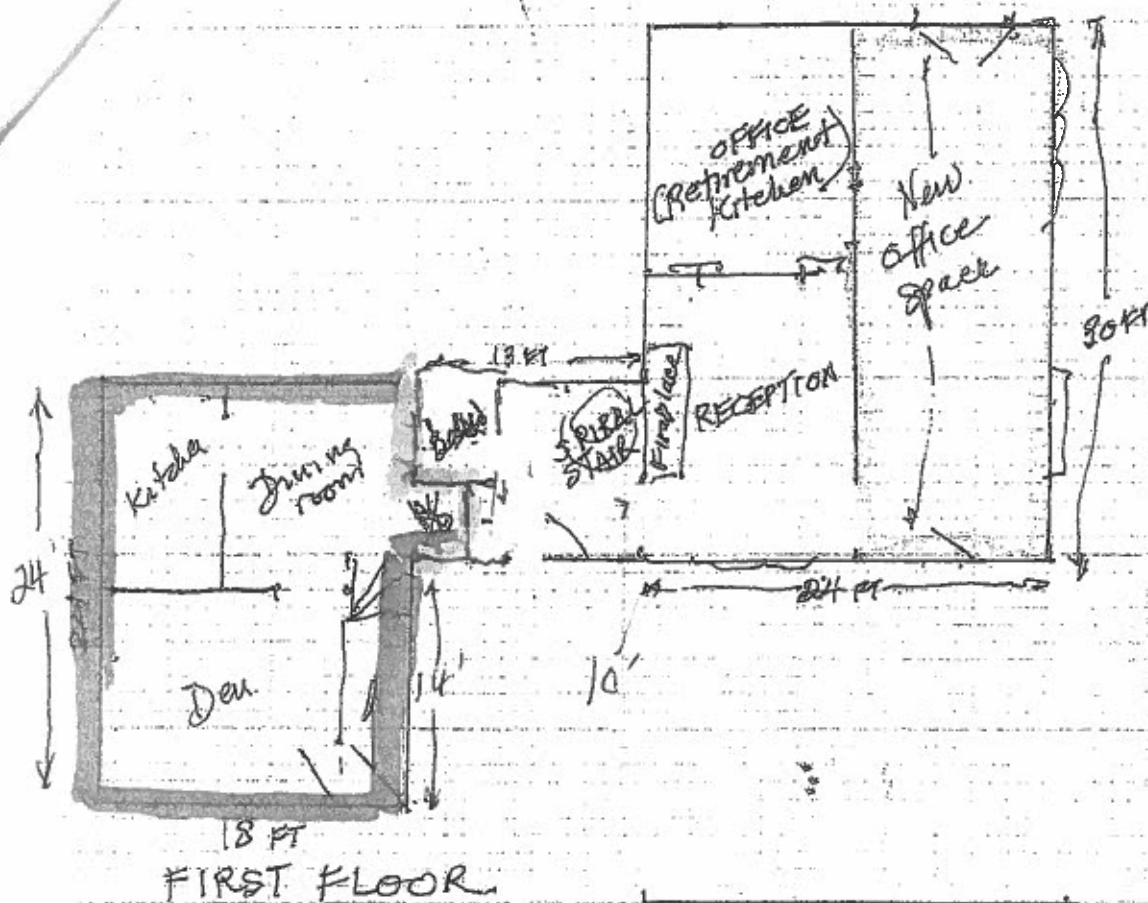 OFFICE
(Retirement)
Kitchen
New
office
Space
13 FT
SPIRAL
STAIR
Fireplace
RECEPTION
Kitche
Dining
room
24'
24 FT
14'
10'
Den
18 FT
FIRST FLOOR